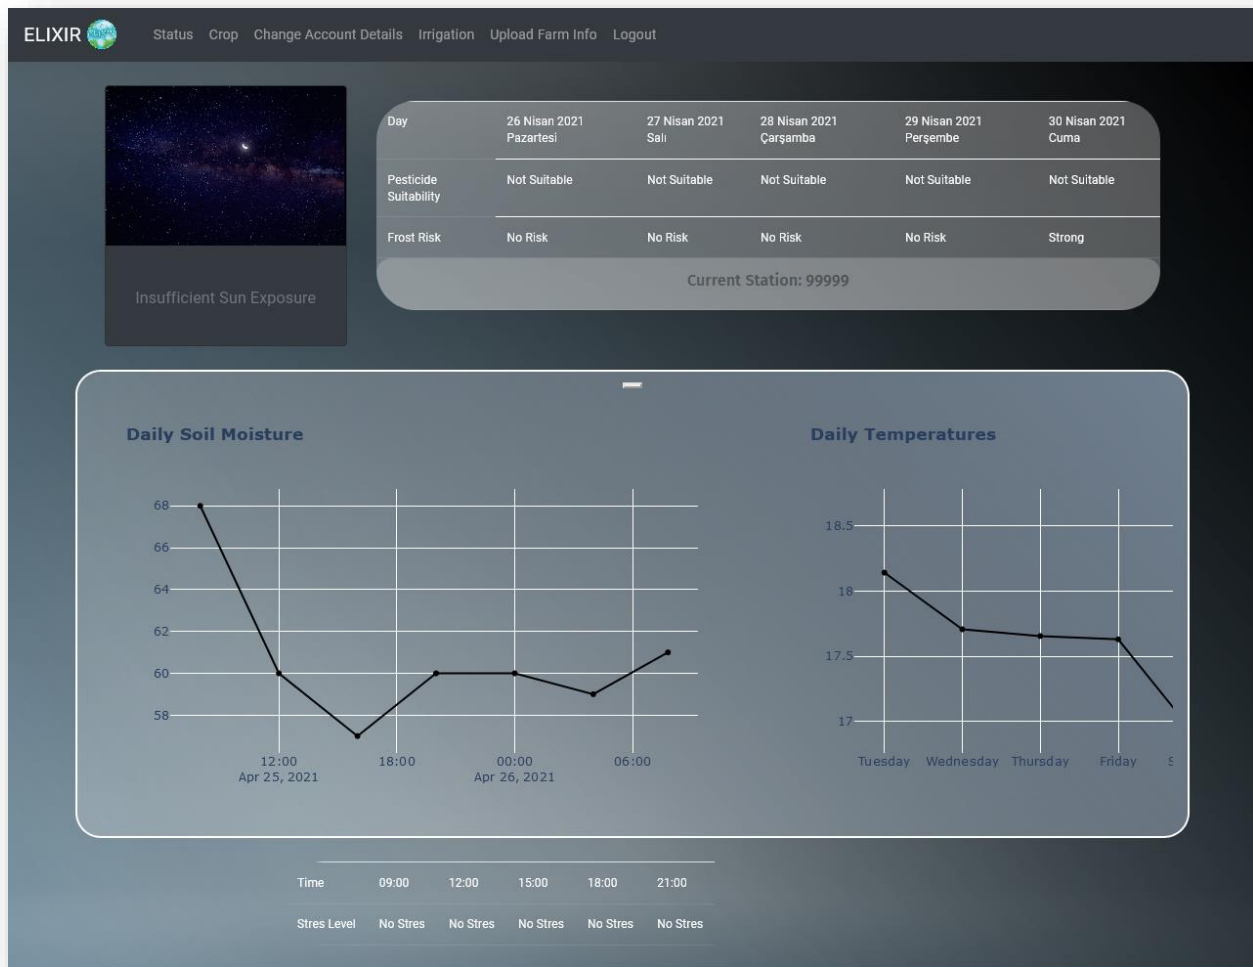 ELIXIR
Status Crop Change Account Details Irrigation Upload Farm Info Logout
Insufficient Sun Exposure
Day 26 Nisan 2021 Pazartesi 27 Nisan 2021 Salı 28 Nisan 2021 Çarşamba 29 Nisan 2021 Perşembe 30 Nisan 2021 Cuma
Pesticide Suitability Not Suitable Not Suitable Not Suitable Not Suitable Not Suitable
Frost Risk No Risk No Risk No Risk No Risk Strong
Current Station: 99999
Daily Soil Moisture
68
66
64
62
60
58
12:00 18:00 00:00 06:00
Apr 25, 2021 Apr 26, 2021
Daily Temperatures
18.5
18
17.5
17
Tuesday Wednesday Thursday Friday
Time 09:00 12:00 15:00 18:00 21:00
Stres Level No Stres No Stres No Stres No Stres No Stres